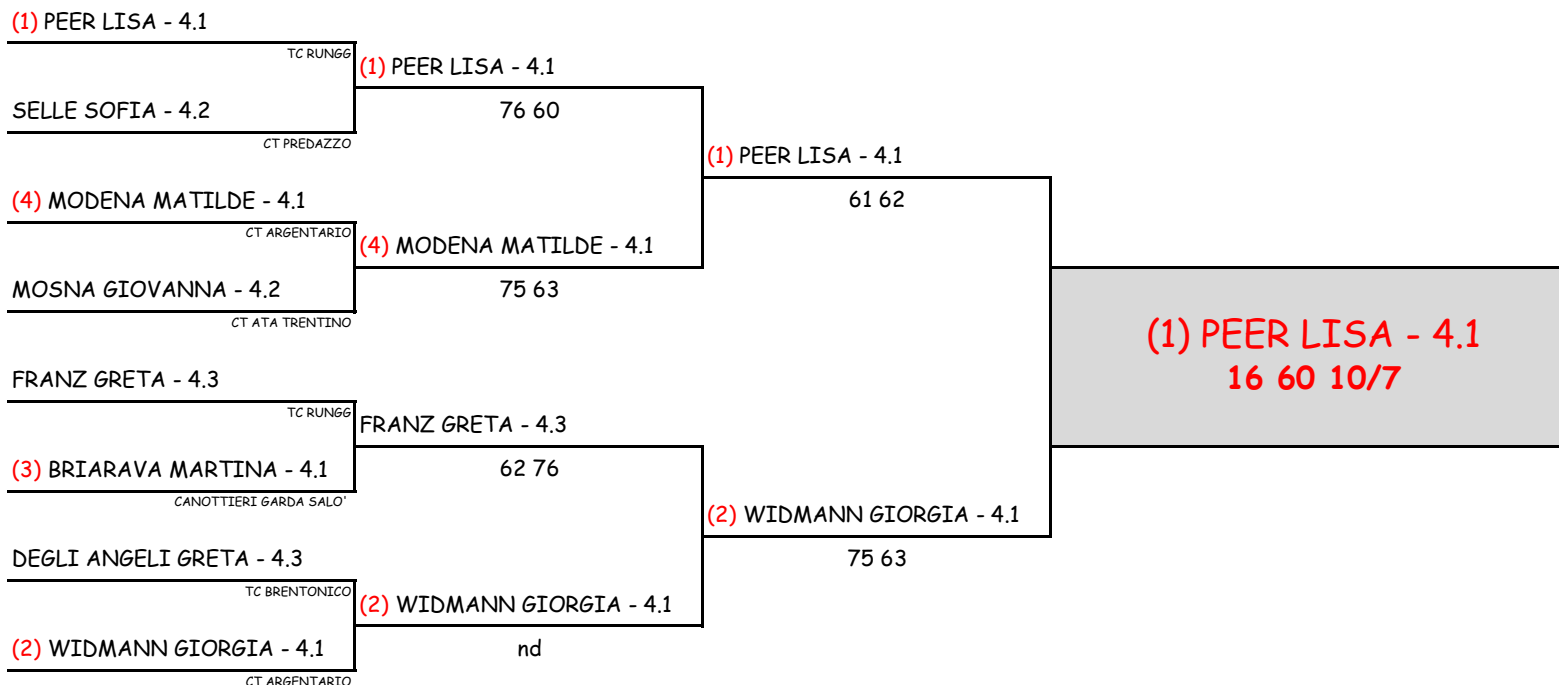 (1) PEER LISA - 4.1
TC RUNGG
SELLE SOFIA - 4.2
CT PREDAZZO
(4) MODENA MATILDE - 4.1
CT ARGENTARIO
MOSNA GIOVANNA - 4.2
CT ATA TRENTINO
FRANZ GRETA - 4.3
TC RUNGG
(3) BRIARAVA MARTINA - 4.1
CANOTTIERI GARDA SALO'
DEGLI ANGELI GRETA - 4.3
TC BRENTONICO
(2) WIDMANN GIORGIA - 4.1
CT ARGENTARIO
(1) PEER LISA - 4.1
76 60
(4) MODENA MATILDE - 4.1
75 63
FRANZ GRETA - 4.3
62 76
(2) WIDMANN GIORGIA - 4.1
nd
(1) PEER LISA - 4.1
61 62
(2) WIDMANN GIORGIA - 4.1
75 63
(1) PEER LISA - 4.1
16 60 10/7